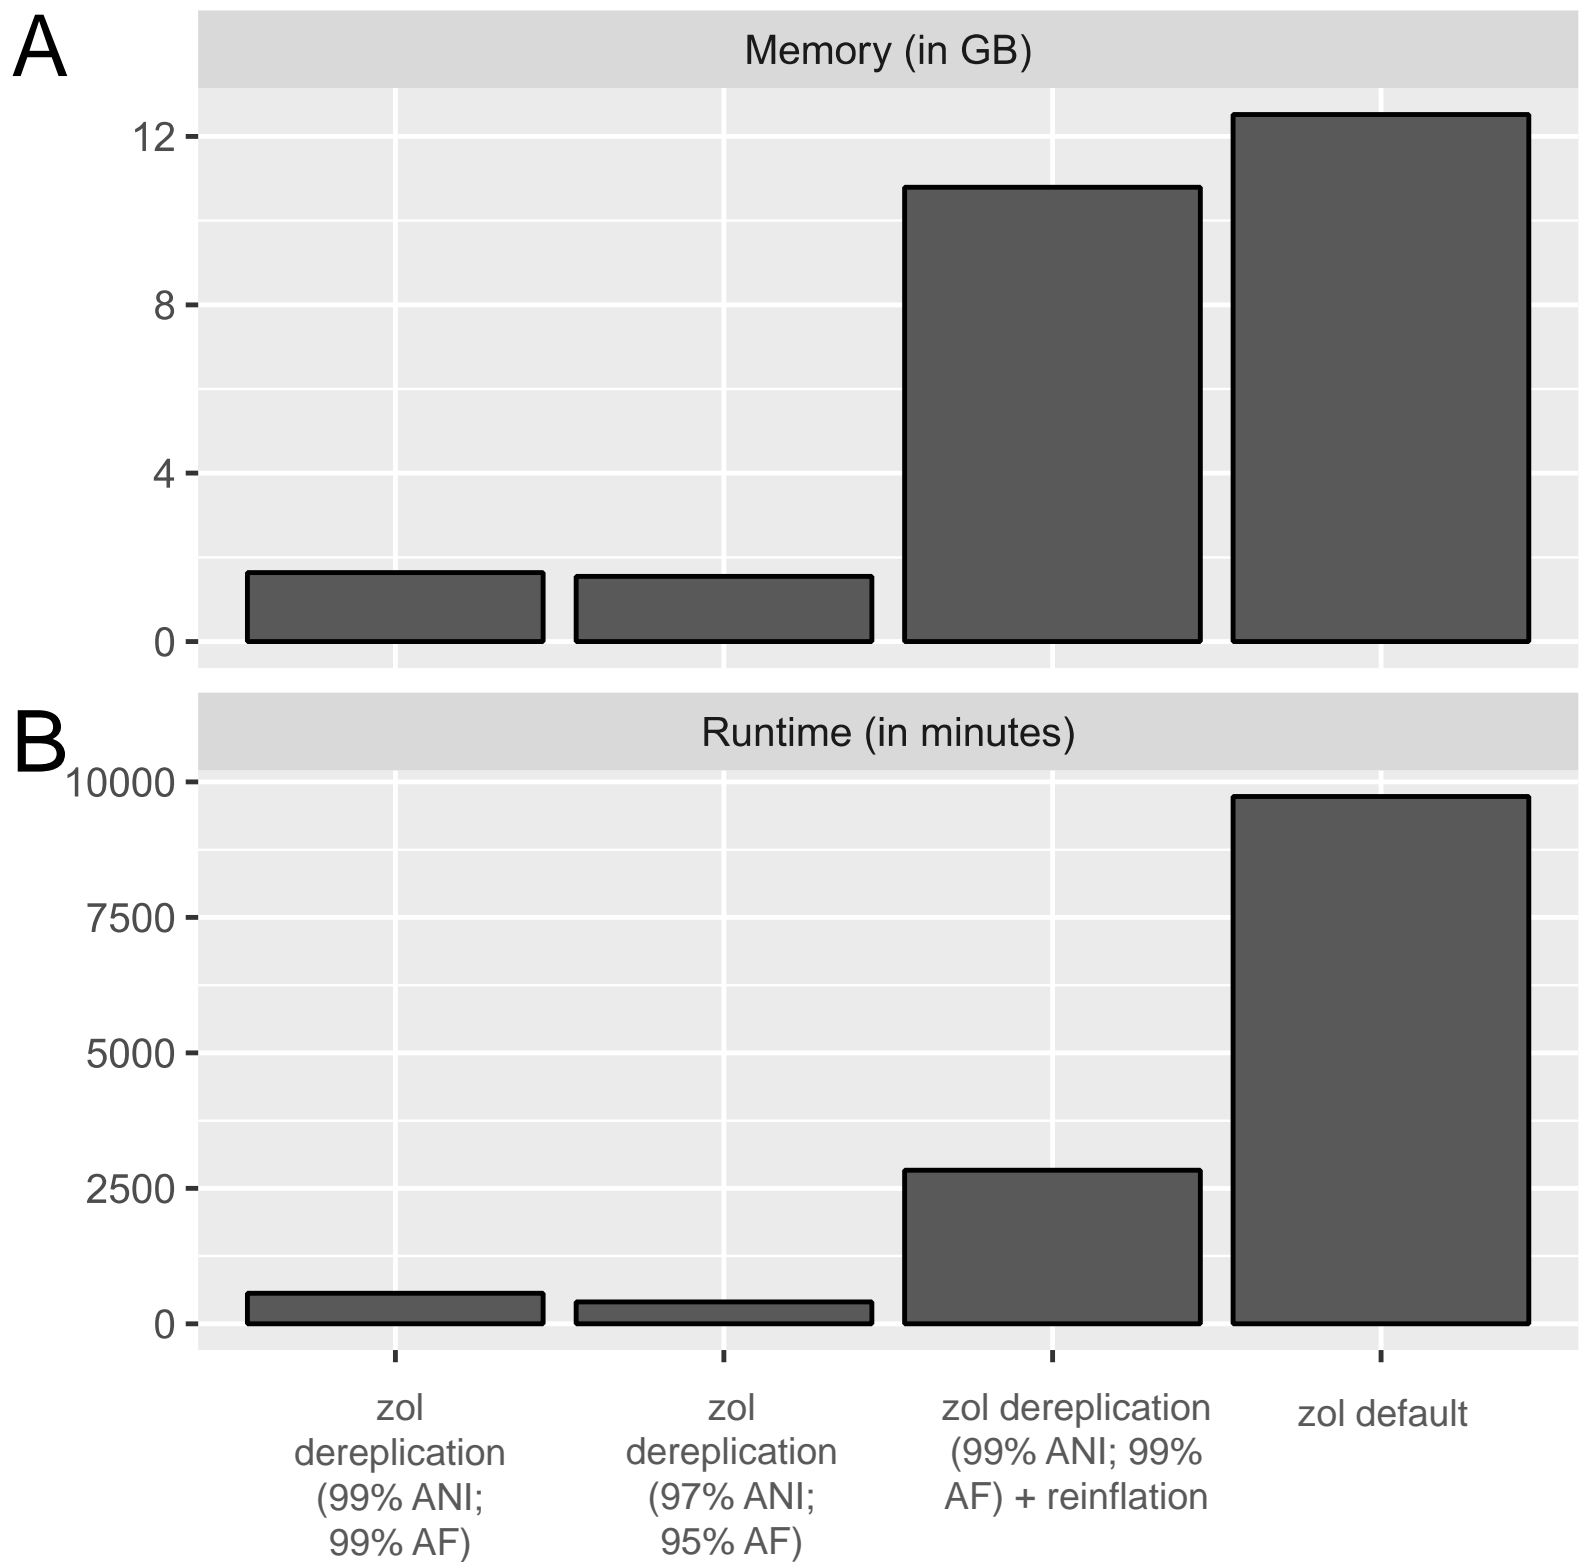 A
Memory (in GB)
12
8
4
0
B
Runtime (in minutes)
10000
7500
5000
2500
0
zol
dereplication
(99% ANI;
99% AF)
zol
dereplication
(97% ANI;
95% AF)
zol dereplication
(99% ANI; 99%
AF) + reinflation
zol default